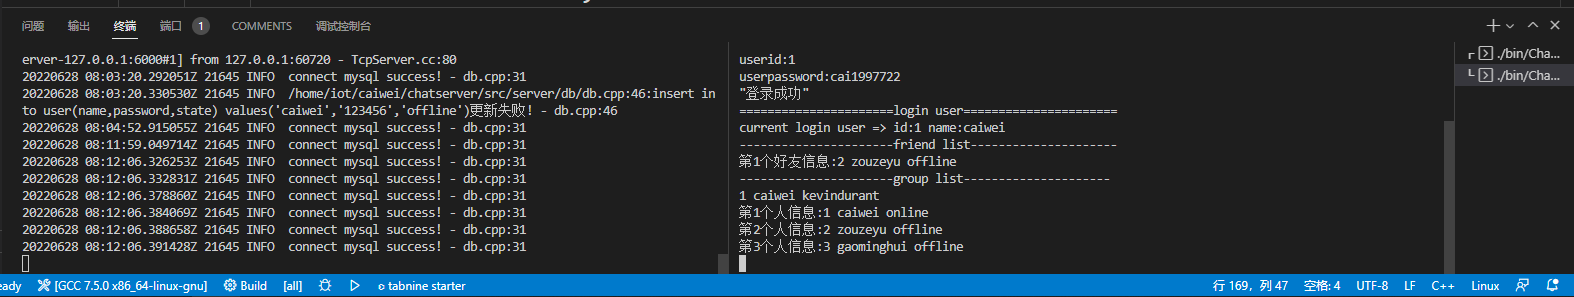 问题 输出 终端 端口 1 COMMENTS 调试控制台
erver-127.0.0.1:6000#1] from 127.0.0.1:60720 - TcpServer.cc:80
20220628 08:03:20.292051Z 21645 INFO  connect mysql success! - db.cpp:31
20220628 08:03:20.330530Z 21645 INFO  /home/iot/caiwei/chatserver/src/server/db/db.cpp:46:insert in
to user(name,password,state) values('caiwei','123456','offline')更新失败! - db.cpp:46
20220628 08:04:52.915055Z 21645 INFO  connect mysql success! - db.cpp:31
20220628 08:11:59.049714Z 21645 INFO  connect mysql success! - db.cpp:31
20220628 08:12:06.326253Z 21645 INFO  connect mysql success! - db.cpp:31
20220628 08:12:06.332831Z 21645 INFO  connect mysql success! - db.cpp:31
20220628 08:12:06.378860Z 21645 INFO  connect mysql success! - db.cpp:31
20220628 08:12:06.384069Z 21645 INFO  connect mysql success! - db.cpp:31
20220628 08:12:06.388658Z 21645 INFO  connect mysql success! - db.cpp:31
20220628 08:12:06.391428Z 21645 INFO  connect mysql success! - db.cpp:31
userid:1
userpassword:cai1997722
"登录成功"
======================login user======================
current login user => id:1 name:caiwei
----------------------friend list---------------------
第1个好友信息:2 zouzeyu offline
----------------------group list----------------------
1 caiwei kevindurant
第1个人信息:1 caiwei online
第2个人信息:2 zouzeyu offline
第3个人信息:3 gaominghui offline
./bin/Cha...
./bin/Cha...
eady [GCC 7.5.0 x86_64-linux-gnu] Build [all] tabnine starter 行 169，列 47 空格: 4 UTF-8 LF C++ Linux